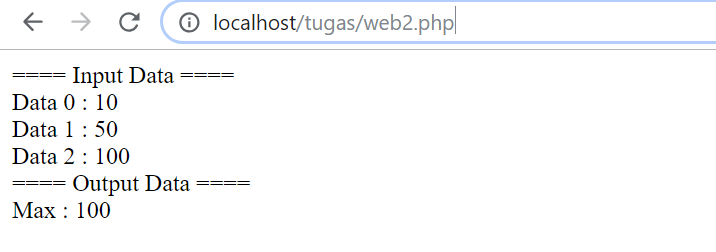 localhost/tugas/web2.php
==== Input Data ====
Data 0 : 10
Data 1 : 50
Data 2 : 100
==== Output Data ====
Max : 100